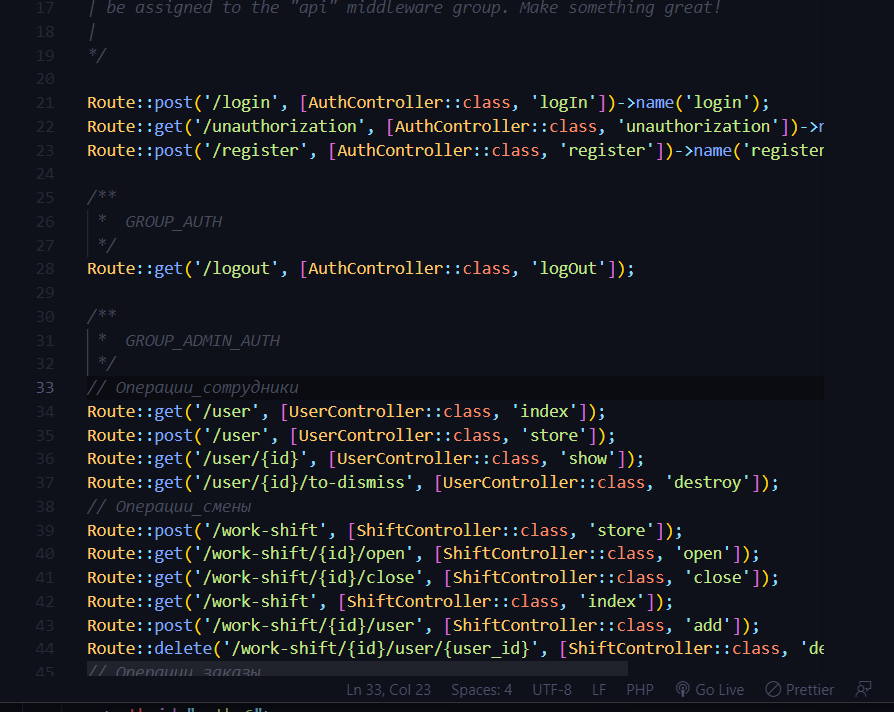 17 | be assigned to the "api" middleware group. Make something great!
18 |
19 */
20
21 Route::post('/login', [AuthController::class, 'logIn'])->name('login');
22 Route::get('/unauthorization', [AuthController::class, 'unauthorization'])->n
23 Route::post('/register', [AuthController::class, 'register'])->name('register
24
25 /**
26 * GROUP_AUTH
27 */
28 Route::get('/logout', [AuthController::class, 'logOut']);
29
30 /**
31 * GROUP_ADMIN_AUTH
32 */
33 // Операции_сотрудники
34 Route::get('/user', [UserController::class, 'index']);
35 Route::post('/user', [UserController::class, 'store']);
36 Route::get('/user/{id}', [UserController::class, 'show']);
37 Route::get('/user/{id}/to-dismiss', [UserController::class, 'destroy']);
38 // Операции_смены
39 Route::post('/work-shift', [ShiftController::class, 'store']);
40 Route::get('/work-shift/{id}/open', [ShiftController::class, 'open']);
41 Route::get('/work-shift/{id}/close', [ShiftController::class, 'close']);
42 Route::get('/work-shift', [ShiftController::class, 'index']);
43 Route::post('/work-shift/{id}/user', [ShiftController::class, 'add']);
44 Route::delete('/work-shift/{id}/user/{user_id}', [ShiftController::class, 'de
45 // Операции_заказы
Ln 33, Col 23 Spaces: 4 UTF-8 LF PHP Go Live Prettier